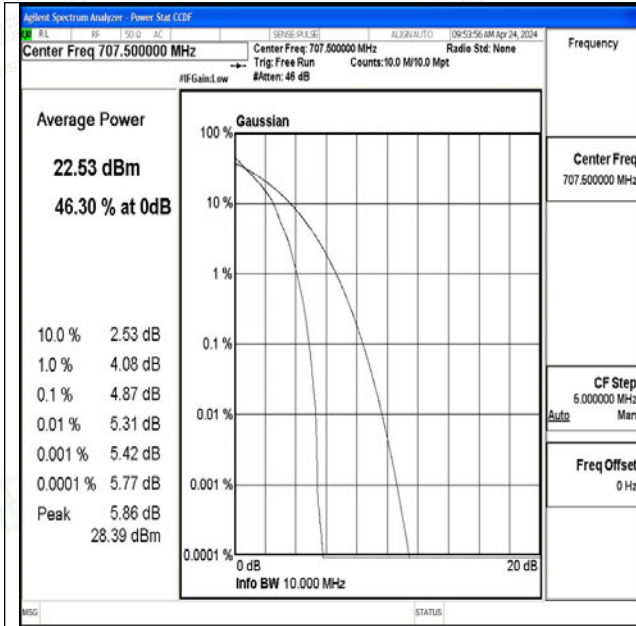 Agilent Spectrum Analyzer - Power Stat CCDF
RL RF 50 Ω AC SENSE:PULSE ALIGNAUTO 09:53:56 AM Apr 24, 2024
Center Freq 707.500000 MHz
Center Freq: 707.500000 MHz Radio Std: None
Trig: Free Run Counts:10.0 M/10.0 Mpt
#IFGain:Low #Atten: 46 dB
Frequency
Average Power
22.53 dBm
46.30 % at 0dB
10.0 % 2.53 dB
1.0 % 4.08 dB
0.1 % 4.87 dB
0.01 % 5.31 dB
0.001 % 5.42 dB
0.0001 % 5.77 dB
Peak 5.86 dB
28.39 dBm
Gaussian
100 %
10 %
1 %
0.1 %
0.01 %
0.001 %
0.0001 %
0 dB 20 dB
Info BW 10.000 MHz
Center Freq
707.500000 MHz
CF Step
5.000000 MHz
Auto Man
Freq Offset
0 Hz
MSG STATUS